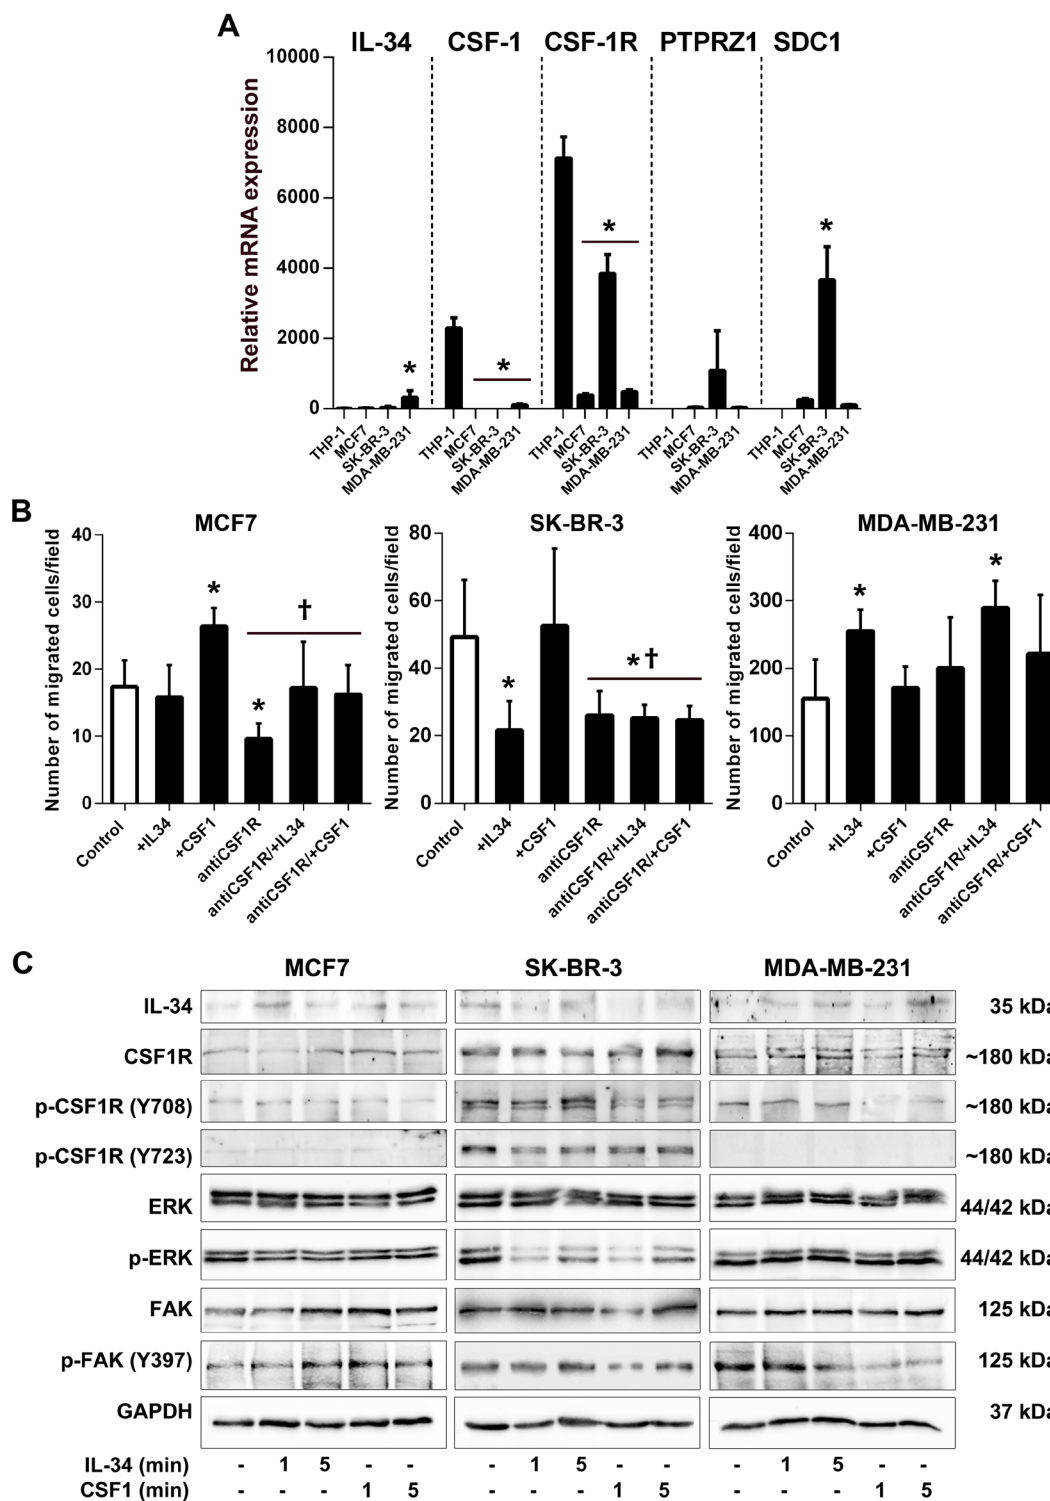 A
IL-34 CSF-1 CSF-1R PTPRZ1 SDC1
Relative mRNA expression
10000
8000
6000
4000
2000
0
* * * *
THP-1 MCF7 SK-BR-3 MDA-MB-231 THP-1 MCF7 SK-BR-3 MDA-MB-231 THP-1 MCF7 SK-BR-3 MDA-MB-231 THP-1 MCF7 SK-BR-3 MDA-MB-231 THP-1 MCF7 SK-BR-3 MDA-MB-231
B
MCF7
Number of migrated cells/field
40
30
20
10
0
* * †
Control +IL34 +CSF1 antiCSF1R antiCSF1R/+IL34 antiCSF1R/+CSF1
SK-BR-3
Number of migrated cells/field
80
60
40
20
0
* *†
Control +IL34 +CSF1 antiCSF1R antiCSF1R/+IL34 antiCSF1R/+CSF1
MDA-MB-231
Number of migrated cells/field
400
300
200
100
0
* *
Control +IL34 +CSF1 antiCSF1R antiCSF1R/+IL34 antiCSF1R/+CSF1
C
MCF7 SK-BR-3 MDA-MB-231
IL-34 35 kDa
CSF1R ~180 kDa
p-CSF1R (Y708) ~180 kDa
p-CSF1R (Y723) ~180 kDa
ERK 44/42 kDa
p-ERK 44/42 kDa
FAK 125 kDa
p-FAK (Y397) 125 kDa
GAPDH 37 kDa
IL-34 (min) - 1 5 - - - 1 5 - - - 1 5 - -
CSF1 (min) - - - 1 5 - - - 1 5 - - - 1 5